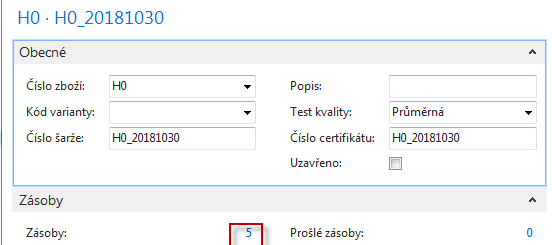 H0 · H0_20181030
Obecné
Číslo zboží: H0 Popis:
Kód varianty: Test kvality: Průměrná
Číslo šarže: H0_20181030 Číslo certifikátu: H0_20181030
Uzavřeno:
Zásoby
Zásoby: 5 Prošlé zásoby: 0